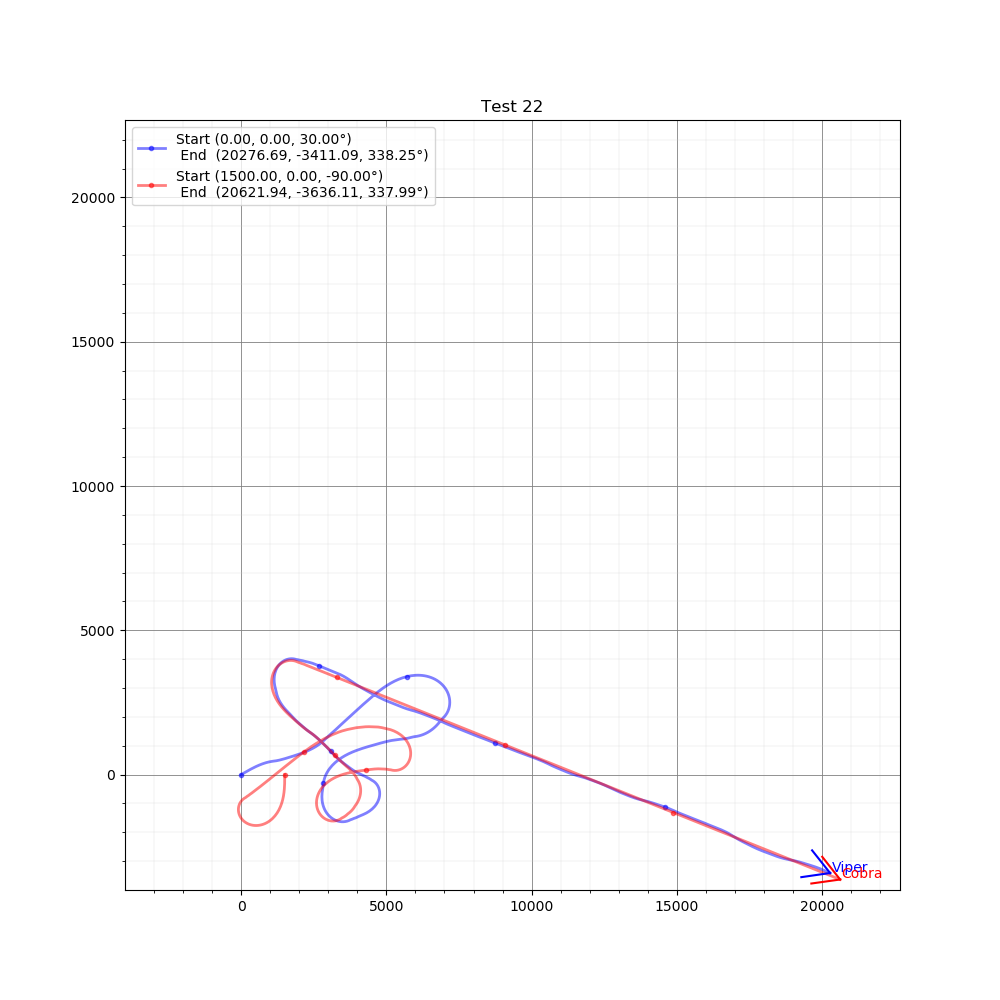 Test 22
Start (0.00, 0.00, 30.00°)
End  (20276.69, -3411.09, 338.25°)
Start (1500.00, 0.00, -90.00°)
End  (20621.94, -3636.11, 337.99°)
20000
15000
10000
5000
0
Viper
Cobra
0 5000 10000 15000 20000